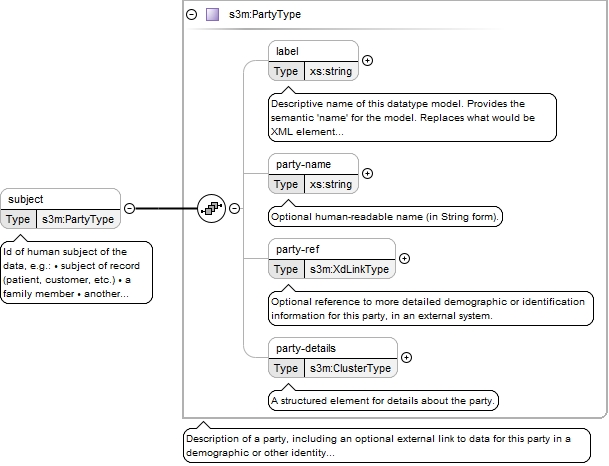 s3m:PartyType
label
Type xs:string
Descriptive name of this datatype model. Provides the
semantic 'name' for the model. Replaces what would be
XML element...
party-name
Type xs:string
Optional human-readable name (in String form).
subject
Type s3m:PartyType
Id of human subject of the
data, e.g.: • subject of record
(patient, customer, etc.) • a
family member • another...
party-ref
Type s3m:XdLinkType
Optional reference to more detailed demographic or identification
information for this party, in an external system.
party-details
Type s3m:ClusterType
A structured element for details about the party.
Description of a party, including an optional external link to data for this party in a
demographic or other identity...